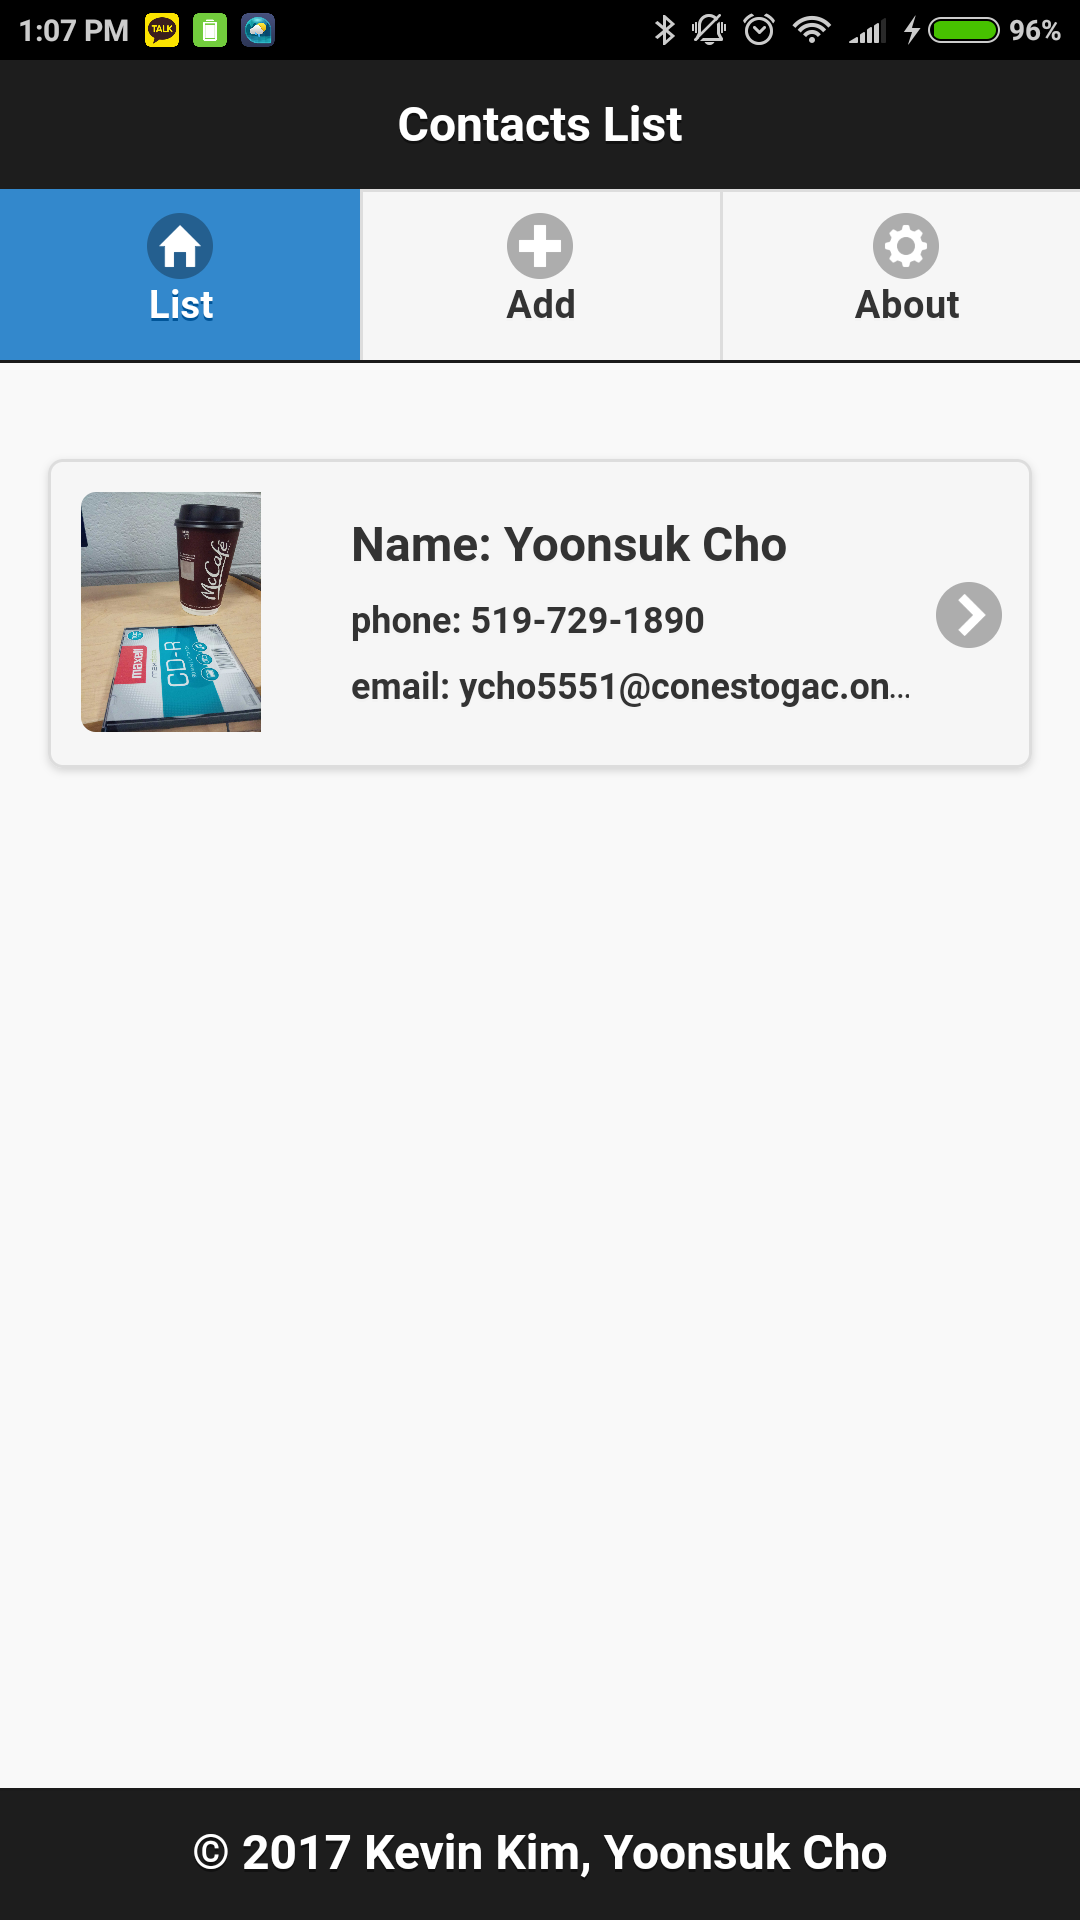 1:07 PM TALK 96%
Contacts List
List Add About
McCafé
maxell
CD-R
Name: Yoonsuk Cho
phone: 519-729-1890
email: ycho5551@conestogac.on...
© 2017 Kevin Kim, Yoonsuk Cho